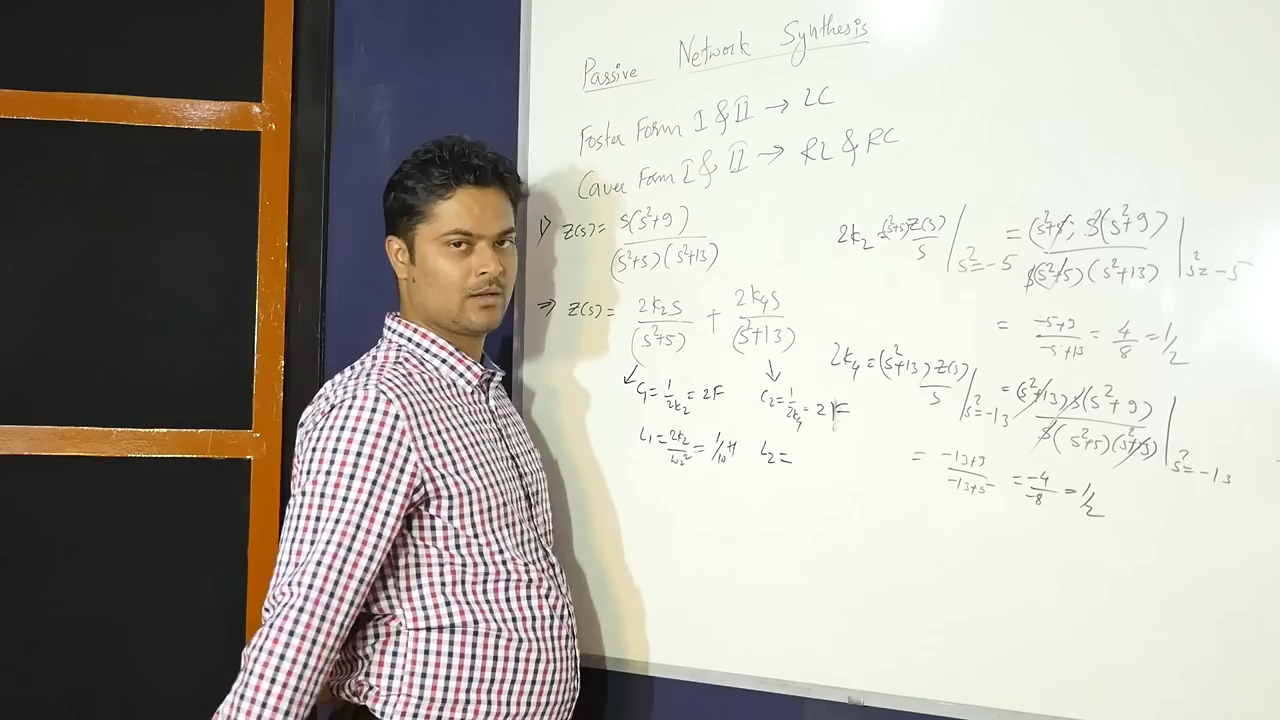 Passive Network Synthesis
Foster Form I & II → LC
Cauer Form I & II → RL & RC
1) Z(s) = s(s²+9) / (s²+5)(s²+13)
⇒ Z(s) = 2k₂s / (s²+5) + 2k₄s / (s²+13)
C₁ = 1/2k₂ = 2F
C₂ = 1/2k₄ = 2F
L₁ = 2k₂/ω₂² = 1/10 H
L₂ =
2k₂ = (s²+5) Z(s) / s |s² = -5 = (s²+5) s(s²+9) / s(s²+5)(s²+13) |s² = -5
= -5+9 / -5+13 = 4/8 = 1/2
2k₄ = (s²+13) Z(s) / s |s² = -13 = (s²+13) s(s²+9) / s(s²+5)(s²+13) |s² = -13
= -13+9 / -13+5 = -4/-8 = 1/2